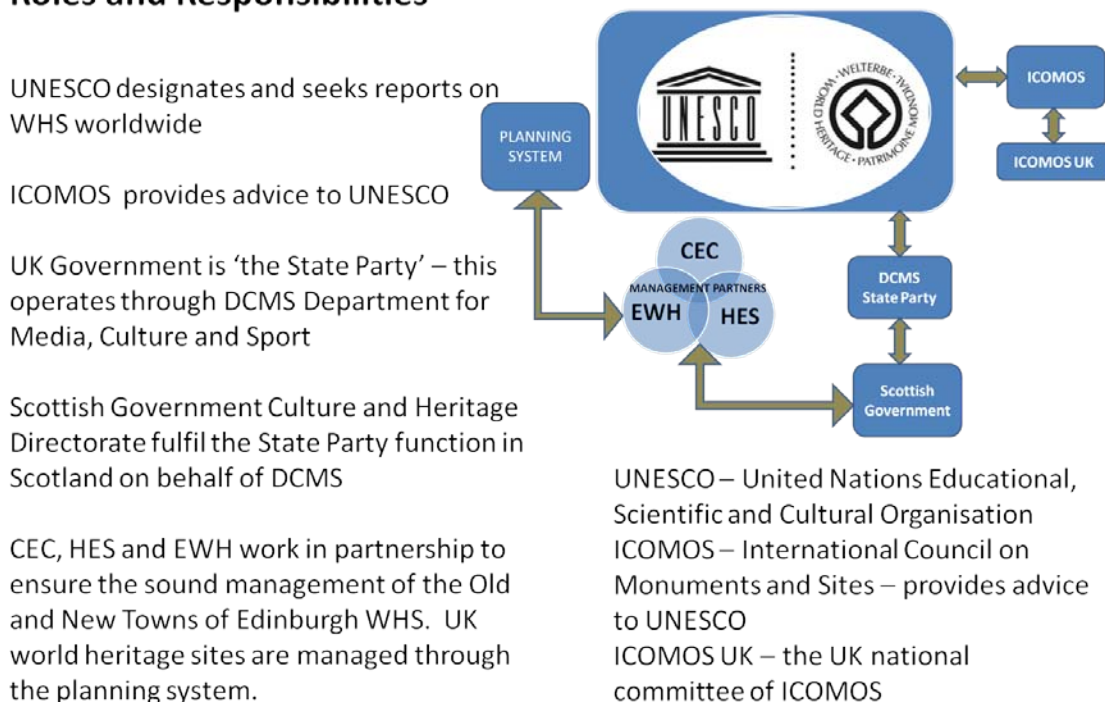 Roles and Responsibilities
UNESCO designates and seeks reports on
WHS worldwide
ICOMOS provides advice to UNESCO
UK Government is ‘the State Party’ – this
operates through DCMS Department for
Media, Culture and Sport
Scottish Government Culture and Heritage
Directorate fulfil the State Party function in
Scotland on behalf of DCMS
CEC, HES and EWH work in partnership to
ensure the sound management of the Old
and New Towns of Edinburgh WHS. UK
world heritage sites are managed through
the planning system.
PLANNING
SYSTEM
UNESCO
WORLD HERITAGE • WELTERBE • PATRIMOINE MONDIAL
ICOMOS
ICOMOS UK
CEC
MANAGEMENT PARTNERS
EWH
HES
DCMS
State Party
Scottish
Government
UNESCO – United Nations Educational,
Scientific and Cultural Organisation
ICOMOS – International Council on
Monuments and Sites – provides advice
to UNESCO
ICOMOS UK – the UK national
committee of ICOMOS